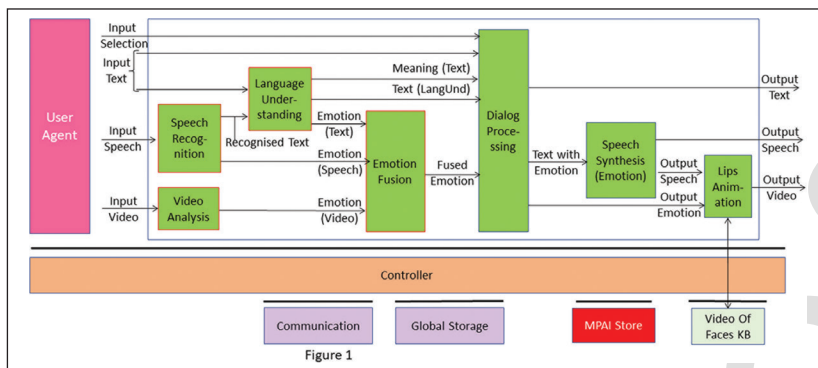 Input
Selection
Input
Text
User
Agent
Input
Speech
Input
Video
Speech
Recog-
nition
Video
Analysis
Language
Under-
standing
Recognised Text
Meaning (Text)
Text (LangUnd)
Emotion
(Text)
Emotion
(Speech)
Emotion
(Video)
Emotion
Fusion
Fused
Emotion
Dialog
Proce-
ssing
Text with
Emotion
Speech
Synthesis
(Emotion)
Output
Speech
Output
Emotion
Lips
Anim-
ation
Output
Text
Output
Speech
Output
Video
Controller
Communication
Global Storage
MPAI Store
Video Of
Faces KB
Figure 1